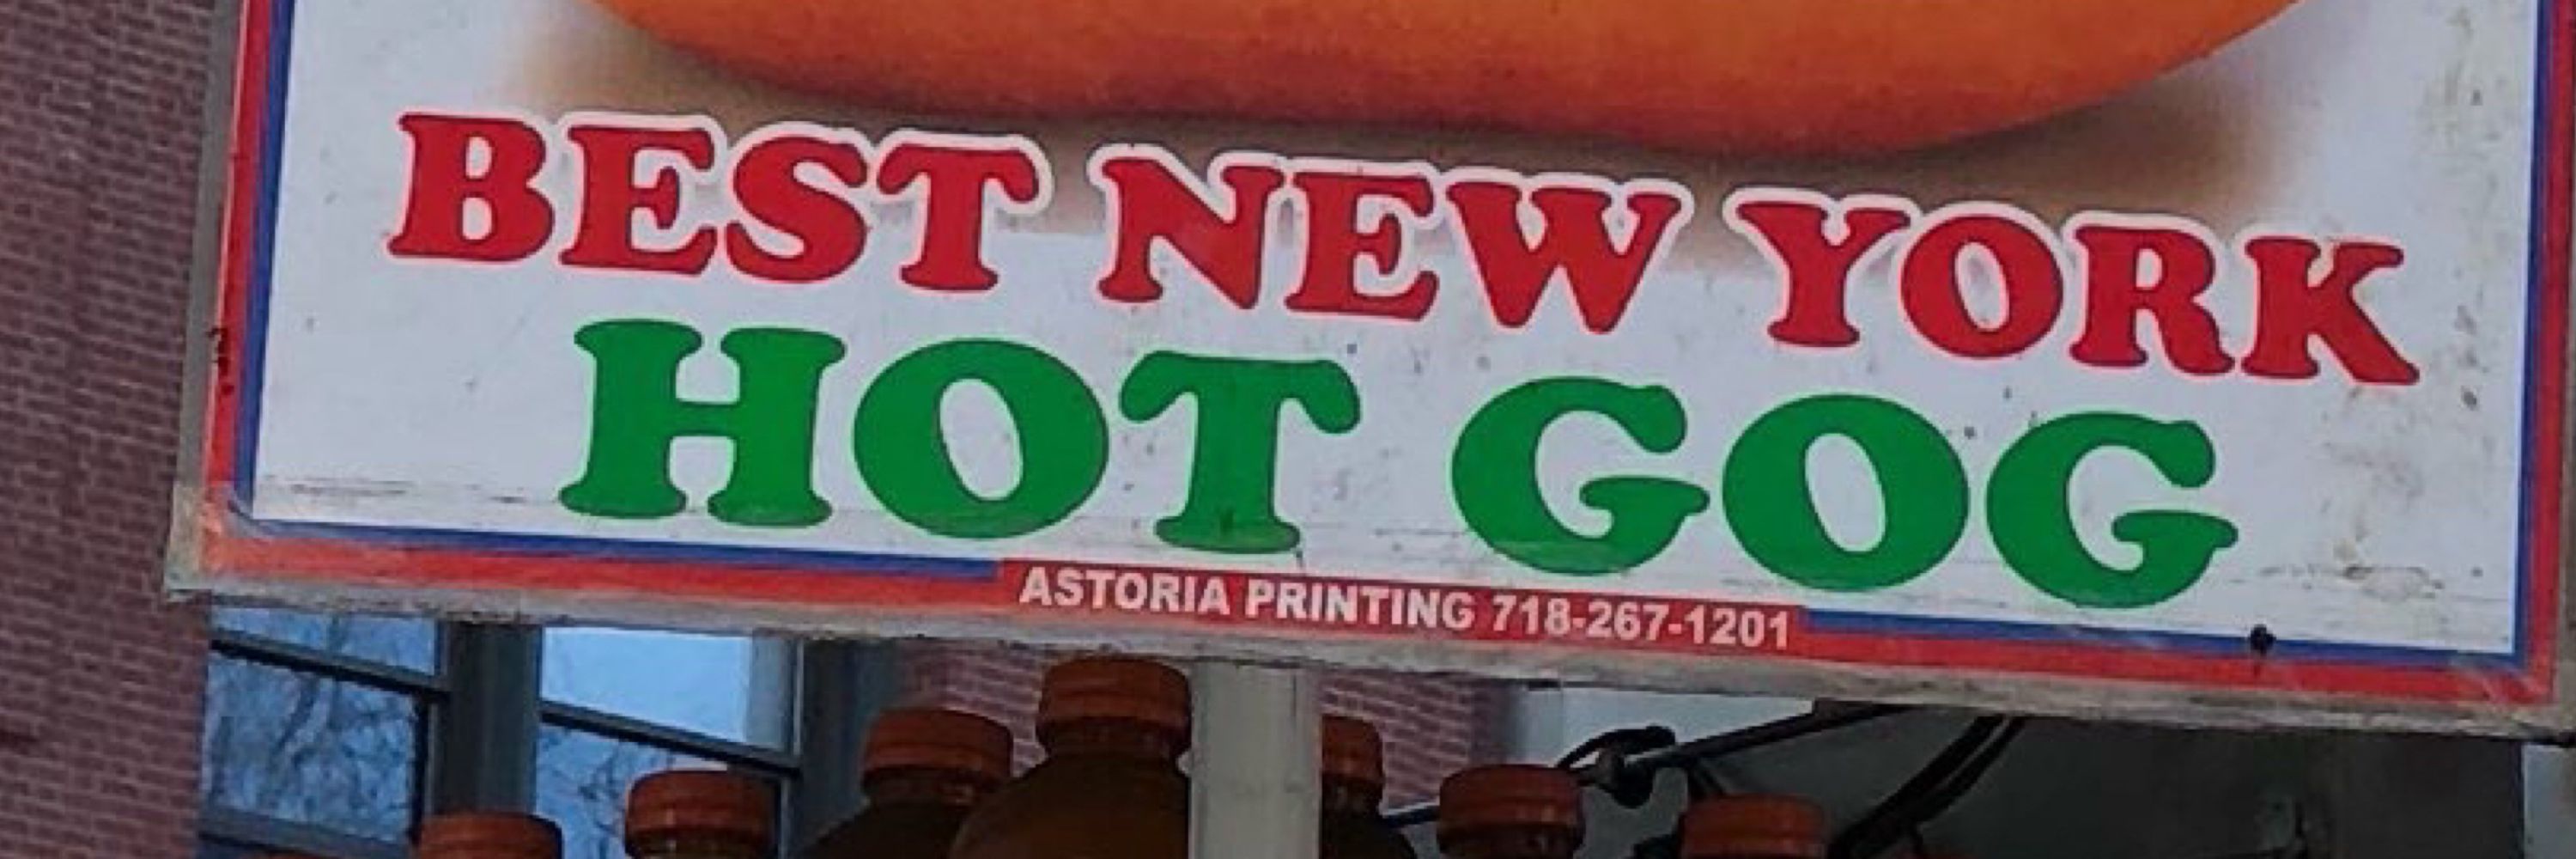 BEST NEW YORK
HOT GOG
ASTORIA PRINTING 718-267-1201